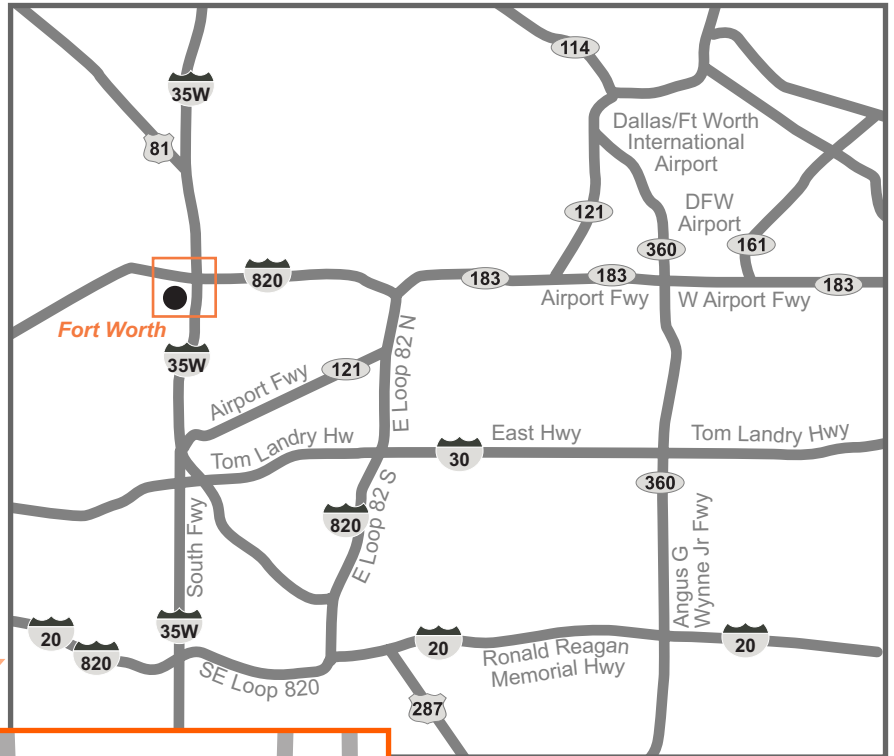 114
35W
Dallas/Ft Worth
International
Airport
81
DFW
Airport
121
360
161
820
183
183
183
Airport Fwy
W Airport Fwy
Fort Worth
E Loop 82 N
35W
121
Airport Fwy
Tom Landry Hw
30
East Hwy
Tom Landry Hwy
360
820
E Loop 82 S
South Fwy
Angus G
Wynne Jr Fwy
20
820
35W
SE Loop 820
20
Ronald Reagan
Memorial Hwy
20
287